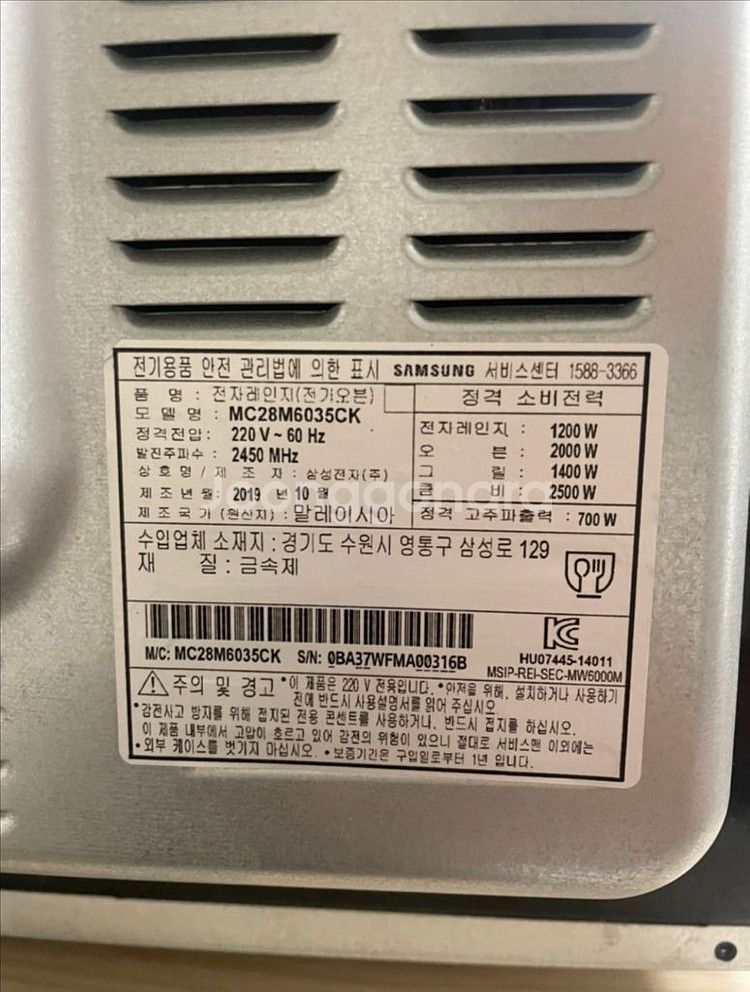 전기용품 안전 관리법에 의한 표시 SAMSUNG 서비스센터 1588-3366
품 명 : 전자레인지(전기오븐)
모 델 명 : MC28M6035CK
정격전압 : 220 V ~ 60 Hz
발진주파수 : 2450 MHz
상 호 명 / 제 조 자 : 삼성전자(주)
제 조 년 월 : 2019 년 10 월
제 조 국 가 (원산지) : 말레이시아
정격 소비전력
전자레인지 : 1200 W
오 븐 : 2000 W
그 릴 : 1400 W
콤 비 : 2500 W
정격 고주파출력 : 700 W
수입업체 소재지 : 경기도 수원시 영통구 삼성로 129
재 질 : 금속제
M/C: MC28M6035CK S/N: 0BA37WFMA00316B
HU07445-14011
MSIP-REI-SEC-MW6000M
주의 및 경고 •이 제품은 220 V 전용입니다. •안전을 위해, 설치하거나 사용하기
전에 반드시 사용설명서를 읽어 주십시오.
•감전사고 방지를 위해 접지된 전용 콘센트를 사용하거나, 반드시 접지를 하십시오.
이 제품 내부에서 고압이 흐르고 있어 감전의 위험이 있으니 절대로 서비스맨 이외에는
•외부 케이스를 벗기지 마십시오. •보증기간은 구입일로부터 1년 입니다.
joonggonara